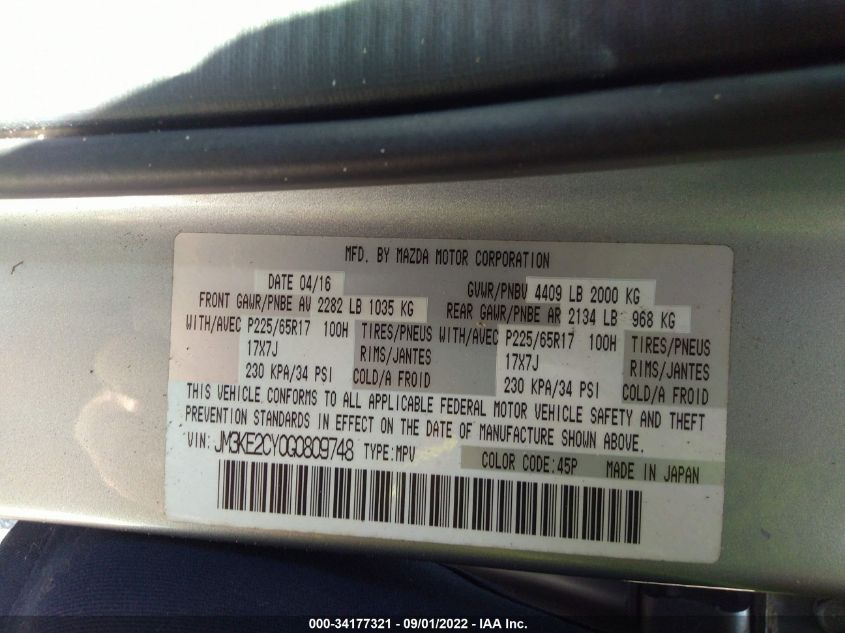 MFD. BY MAZDA MOTOR CORPORATION
DATE 04/16 GVWR/PNBV 4409 LB 2000 KG
FRONT GAWR/PNBE AV 2282 LB 1035 KG REAR GAWR/PNBE AR 2134 LB 968 KG
WITH/AVEC P225/65R17 100H TIRES/PNEUS WITH/AVEC P225/65R17 100H TIRES/PNEUS
17X7J RIMS/JANTES 17X7J RIMS/JANTES
230 KPA/34 PSI COLD/A FROID 230 KPA/34 PSI COLD/A FROID
THIS VEHICLE CONFORMS TO ALL APPLICABLE FEDERAL MOTOR VEHICLE SAFETY AND THEFT
PREVENTION STANDARDS IN EFFECT ON THE DATE OF MANUFACTURE SHOWN ABOVE.
VIN: JM3KE2CY0G0809748 TYPE:MPV COLOR CODE:45P MADE IN JAPAN
000-34177321 - 09/01/2022 - IAA Inc.